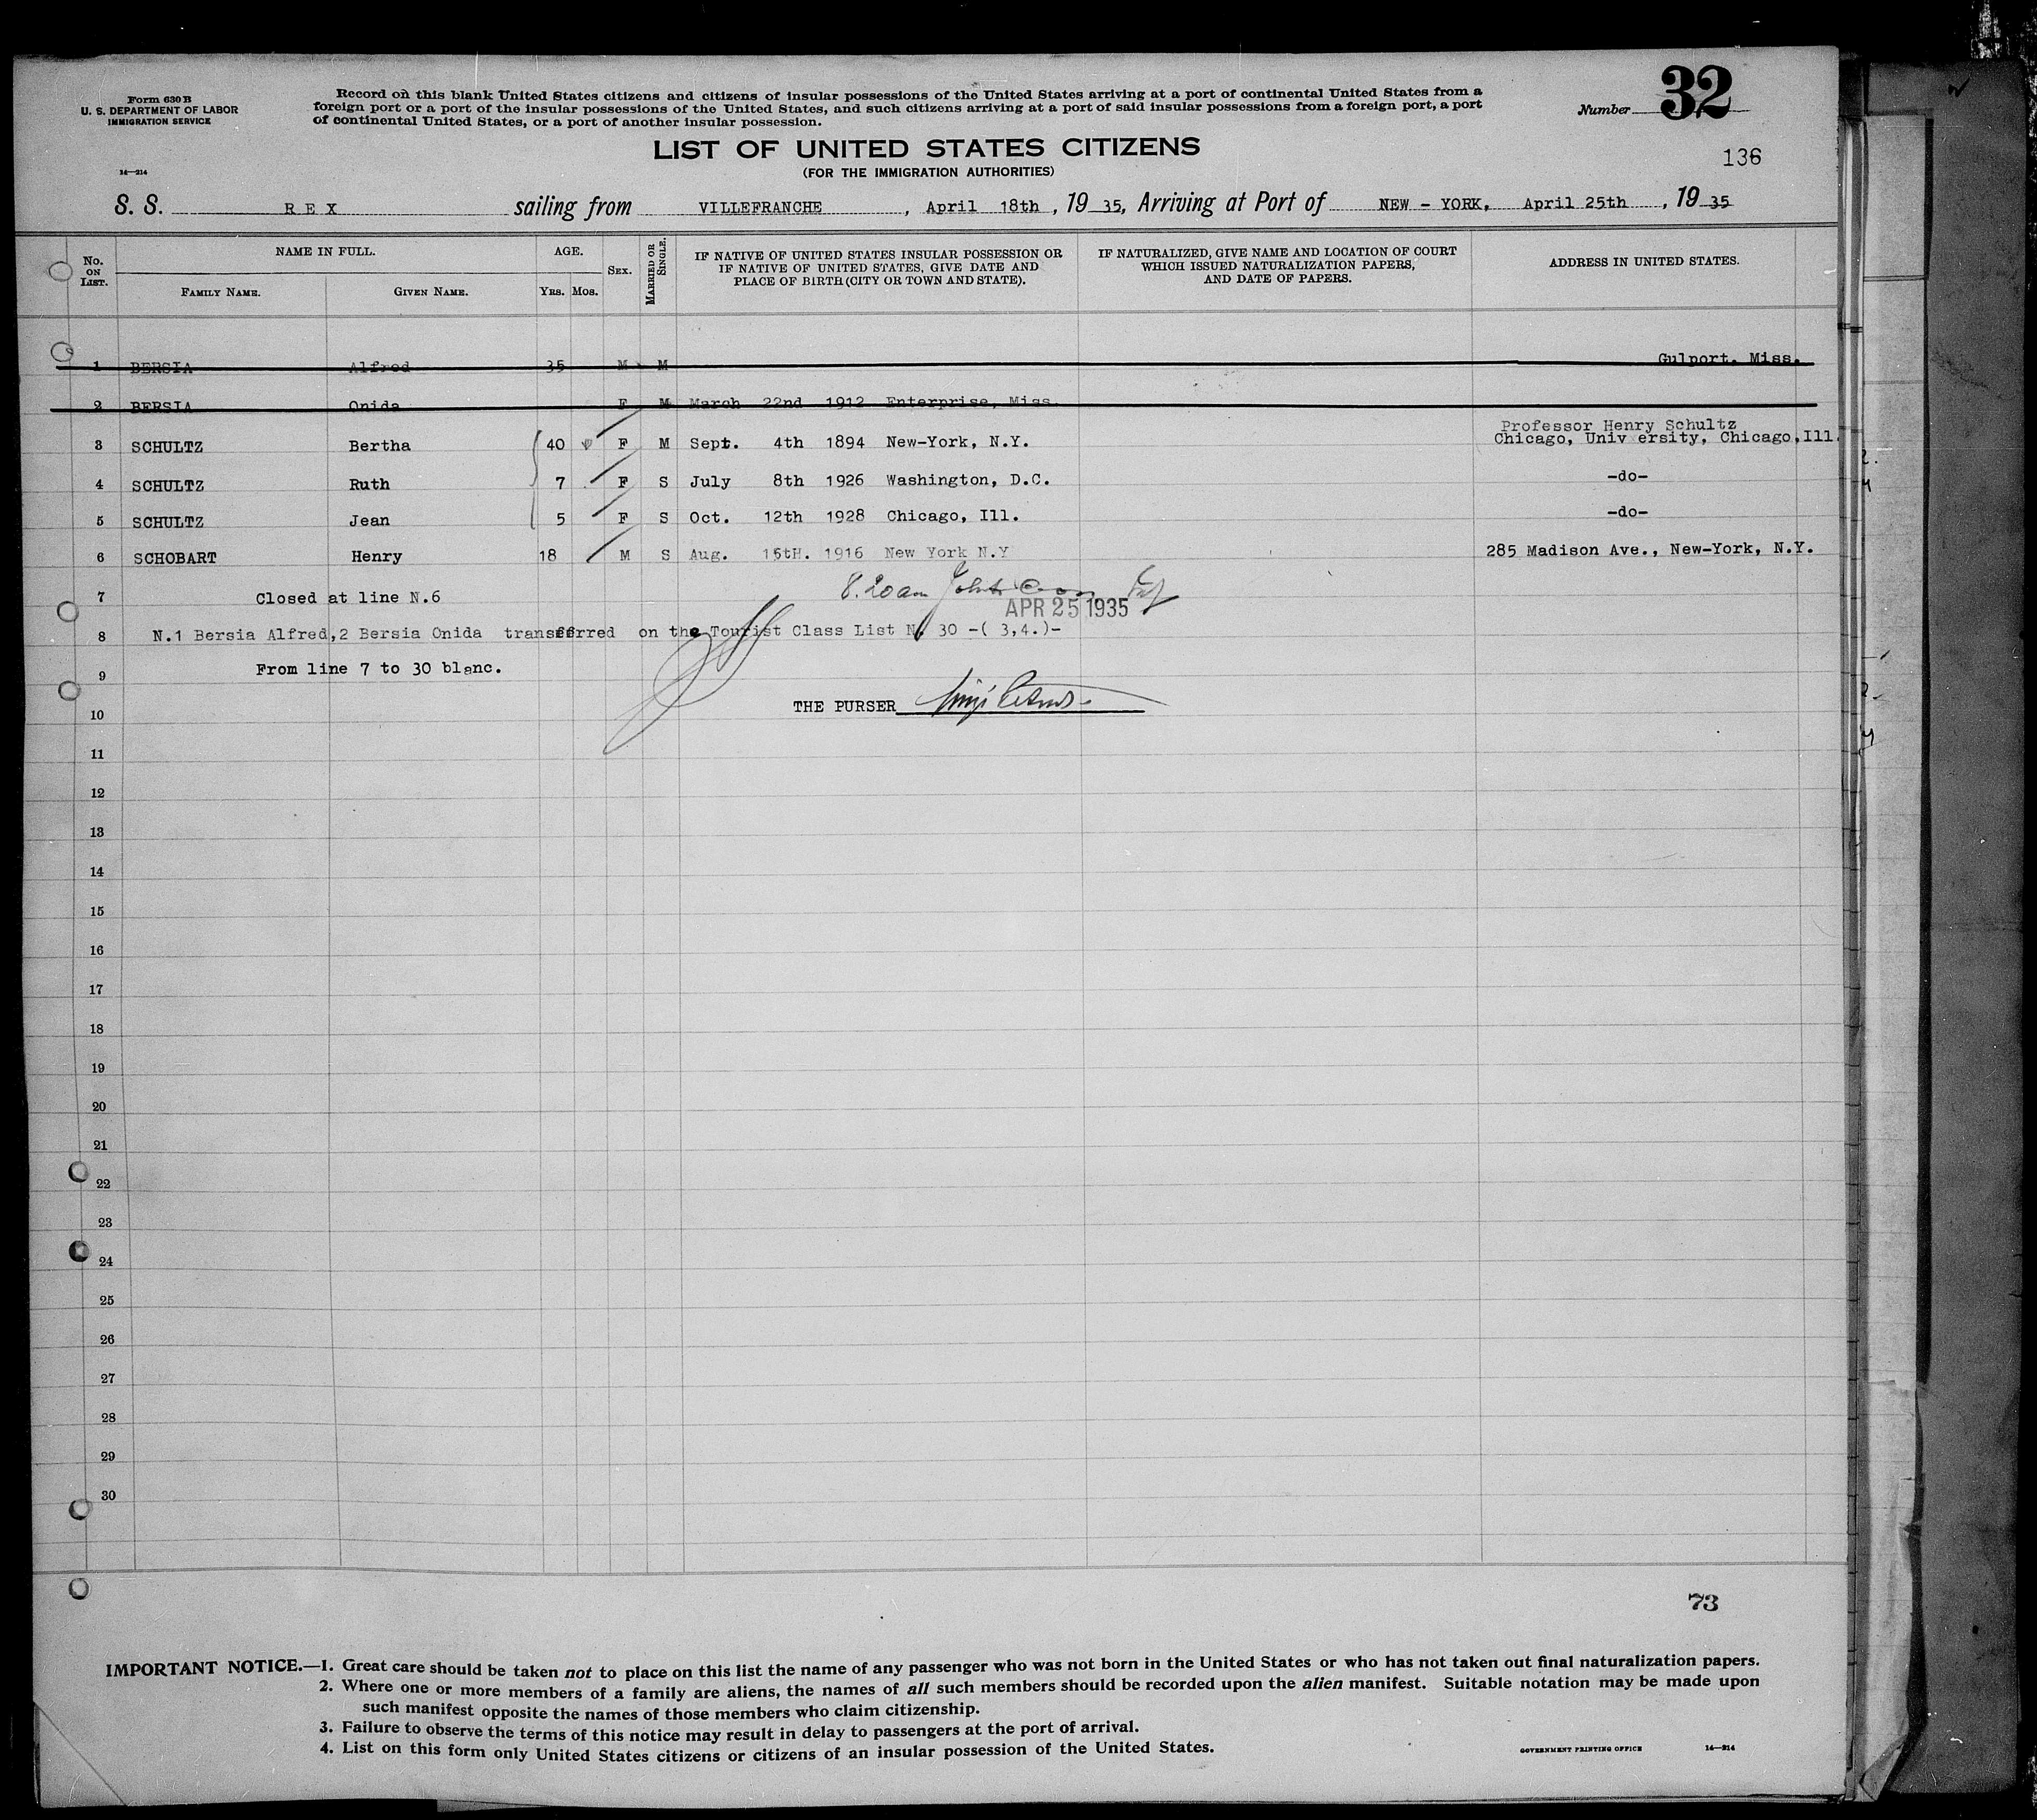 Form 630 B
U. S. DEPARTMENT OF LABOR
IMMIGRATION SERVICE
14—214
Record on this blank United States citizens and citizens of insular possessions of the United States arriving at a port of continental United States from a
foreign port or a port of the insular possessions of the United States, and such citizens arriving at a port of said insular possessions from a foreign port, a port
of continental United States, or a port of another insular possession.
Number 32
LIST OF UNITED STATES CITIZENS
(FOR THE IMMIGRATION AUTHORITIES)
136
S. S. REX sailing from VILLEFRANCHE, April 18th, 19 35, Arriving at Port of NEW - YORK, April 25th, 19 35
No. ON LIST.
NAME IN FULL.
FAMILY NAME. GIVEN NAME.
AGE.
YRS. MOS.
SEX.
MARRIED OR SINGLE.
IF NATIVE OF UNITED STATES INSULAR POSSESSION OR
IF NATIVE OF UNITED STATES, GIVE DATE AND
PLACE OF BIRTH (CITY OR TOWN AND STATE).
IF NATURALIZED, GIVE NAME AND LOCATION OF COURT
WHICH ISSUED NATURALIZATION PAPERS,
AND DATE OF PAPERS.
ADDRESS IN UNITED STATES.
1 BERSIA Alfred 35 M M Gulport, Miss.
2 BERSIA Onida F M March 22nd 1912 Enterprise, Miss.
3 SCHULTZ Bertha 40 F M Sept. 4th 1894 New-York, N.Y. Professor Henry Schultz
Chicago, Univ ersity, Chicago,Ill.
4 SCHULTZ Ruth 7 F S July 8th 1926 Washington, D.C. -do-
5 SCHULTZ Jean 5 F S Oct. 12th 1928 Chicago, Ill. -do-
6 SCHOBART Henry 18 M S Aug. 15tH. 1916 New York N.Y 285 Madison Ave., New-York, N.Y.
7 Closed at line N.6 8.20am
APR 25 1935
8 N.1 Bersia Alfred,2 Bersia Onida transferred on the Tourist Class List N. 30 -( 3,4.)-
9 From line 7 to 30 blanc.
THE PURSER
10
11
12
13
14
15
16
17
18
19
20
21
22
23
24
25
26
27
28
29
30
73
IMPORTANT NOTICE.—1. Great care should be taken not to place on this list the name of any passenger who was not born in the United States or who has not taken out final naturalization papers.
2. Where one or more members of a family are aliens, the names of all such members should be recorded upon the alien manifest. Suitable notation may be made upon
such manifest opposite the names of those members who claim citizenship.
3. Failure to observe the terms of this notice may result in delay to passengers at the port of arrival.
4. List on this form only United States citizens or citizens of an insular possession of the United States.
GOVERNMENT PRINTING OFFICE 14—214